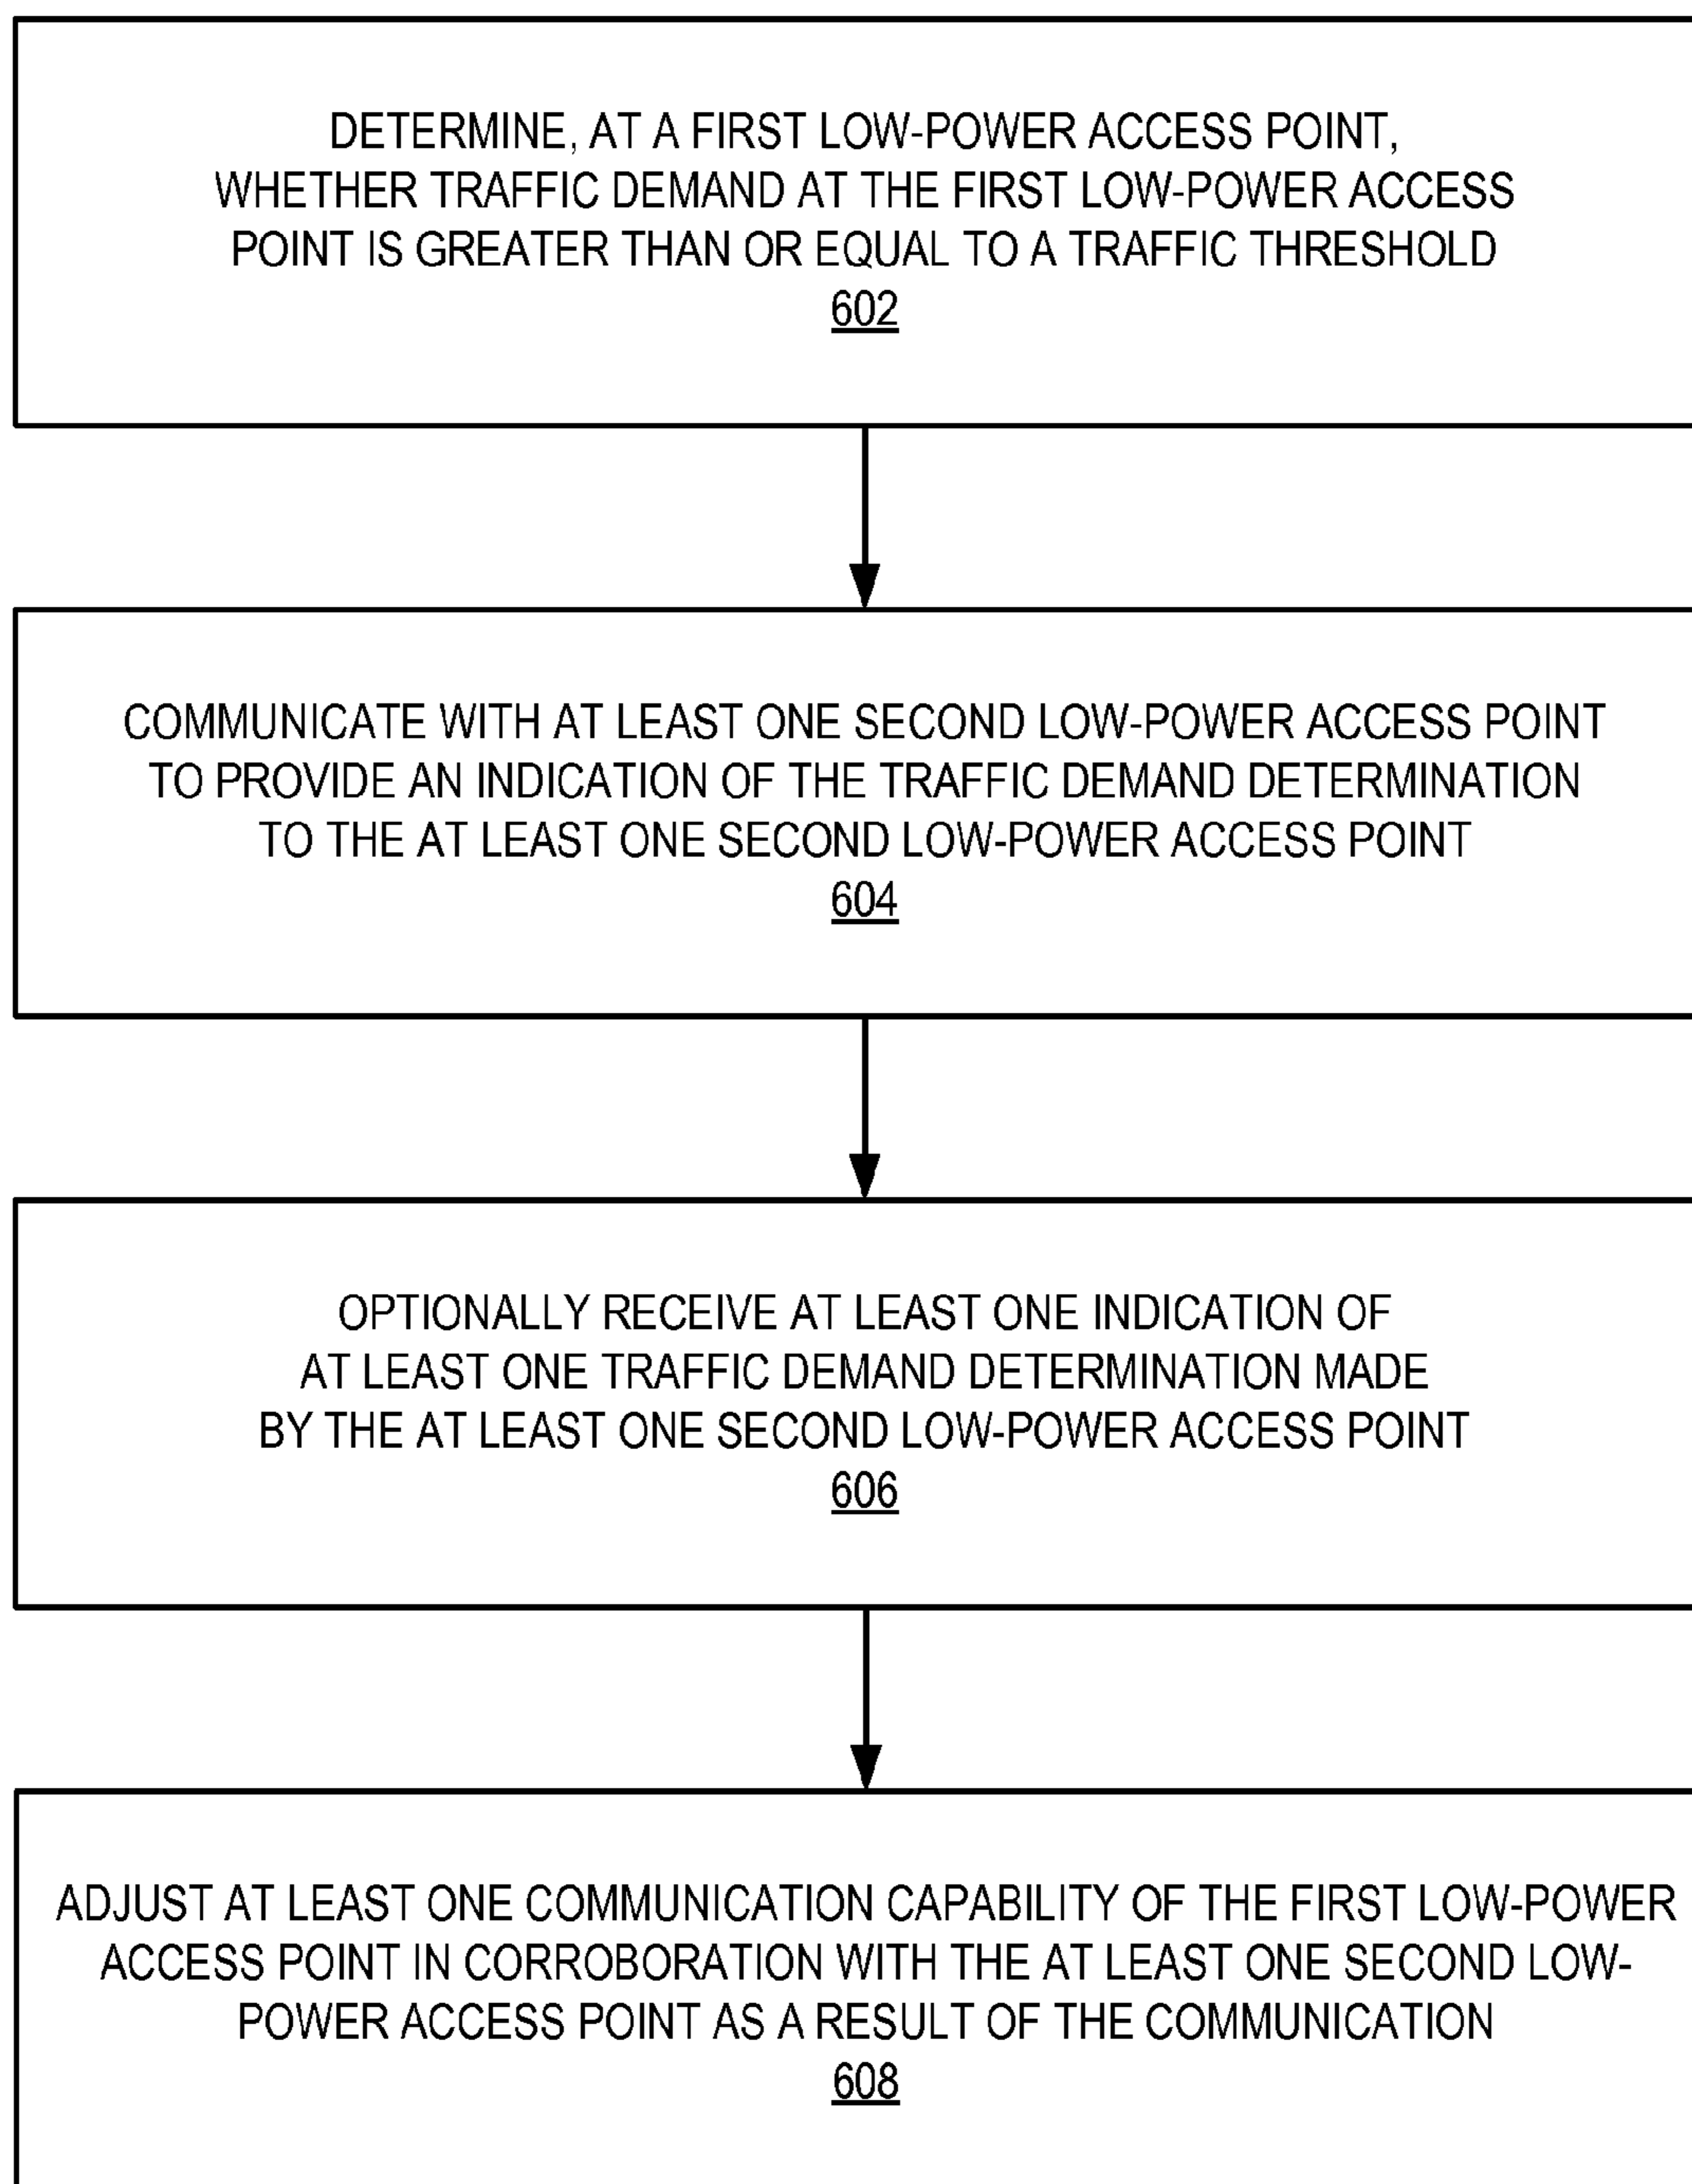 DETERMINE, AT A FIRST LOW-POWER ACCESS POINT,
WHETHER TRAFFIC DEMAND AT THE FIRST LOW-POWER ACCESS
POINT IS GREATER THAN OR EQUAL TO A TRAFFIC THRESHOLD
602
COMMUNICATE WITH AT LEAST ONE SECOND LOW-POWER ACCESS POINT
TO PROVIDE AN INDICATION OF THE TRAFFIC DEMAND DETERMINATION
TO THE AT LEAST ONE SECOND LOW-POWER ACCESS POINT
604
OPTIONALLY RECEIVE AT LEAST ONE INDICATION OF
AT LEAST ONE TRAFFIC DEMAND DETERMINATION MADE
BY THE AT LEAST ONE SECOND LOW-POWER ACCESS POINT
606
ADJUST AT LEAST ONE COMMUNICATION CAPABILITY OF THE FIRST LOW-POWER
ACCESS POINT IN CORROBORATION WITH THE AT LEAST ONE SECOND LOW-
POWER ACCESS POINT AS A RESULT OF THE COMMUNICATION
608